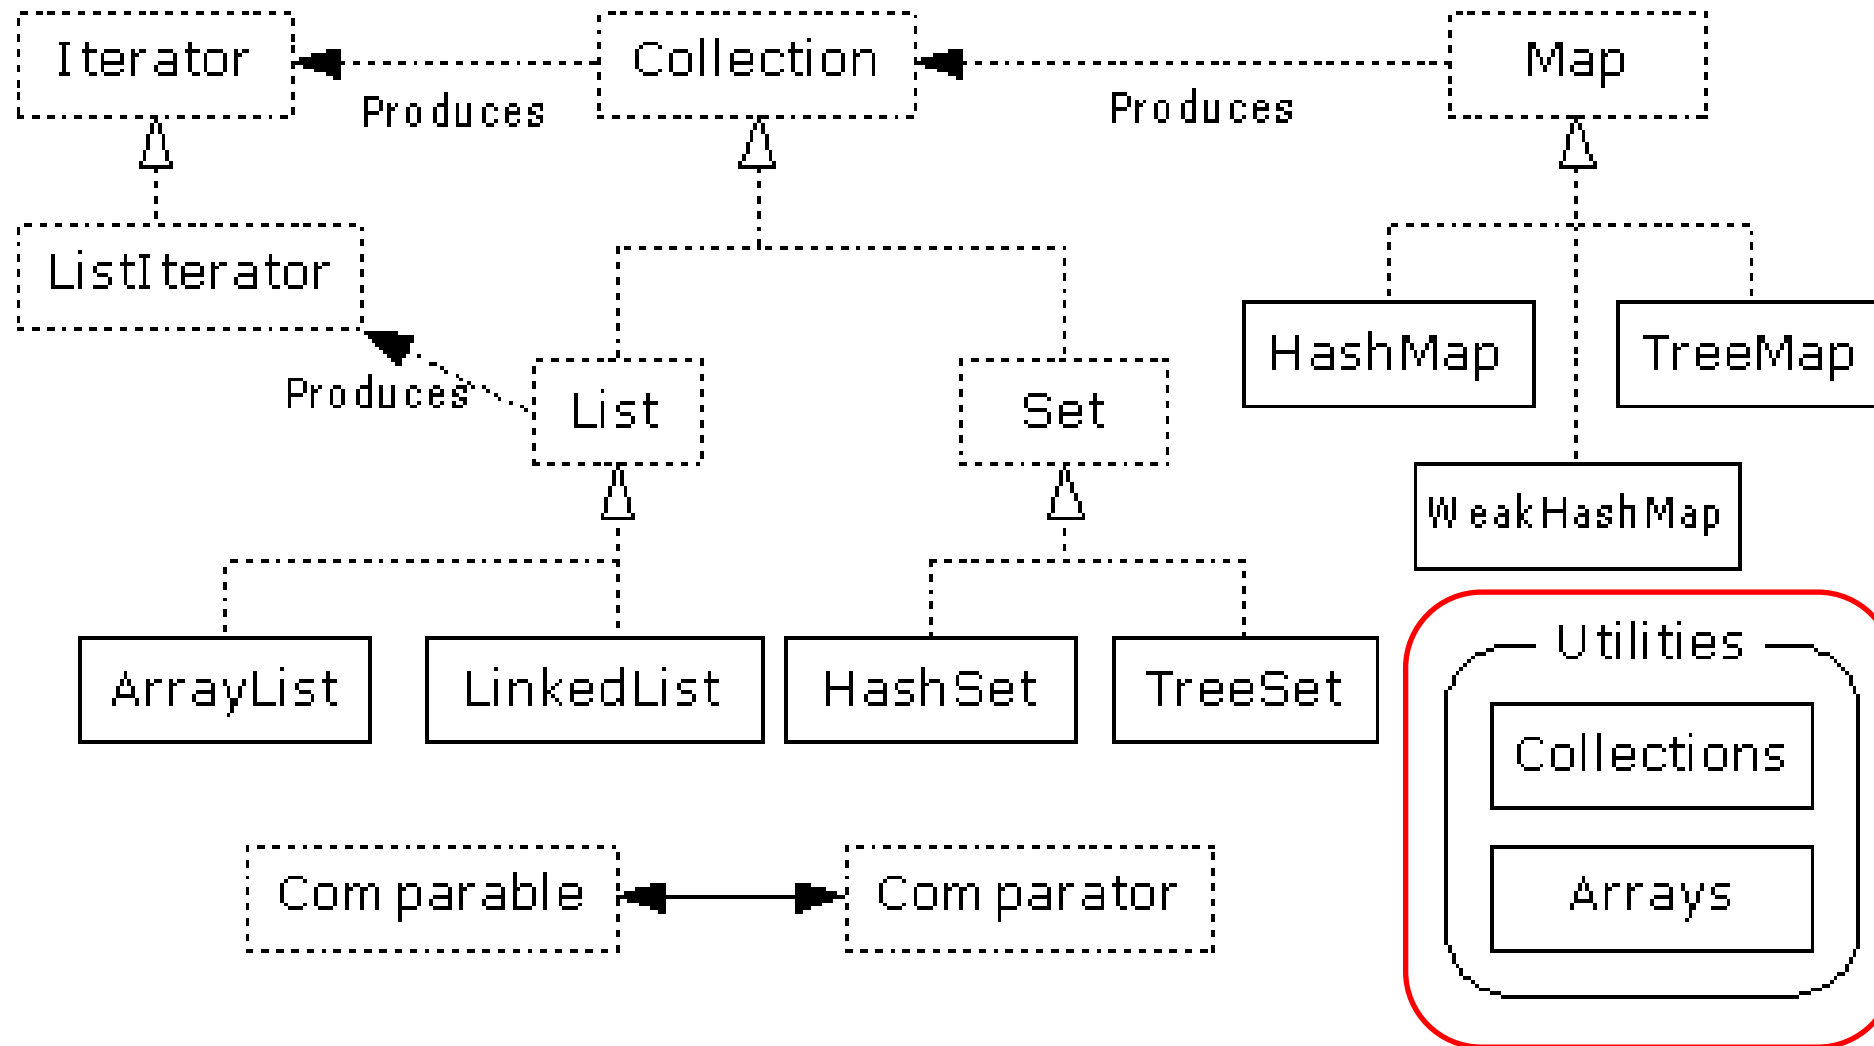 Iterator
Collection
Map
Produces
Produces
ListIterator
HashMap
TreeMap
Produces
List
Set
WeakHashMap
Utilities
ArrayList
LinkedList
HashSet
TreeSet
Collections
Comparable
Comparator
Arrays